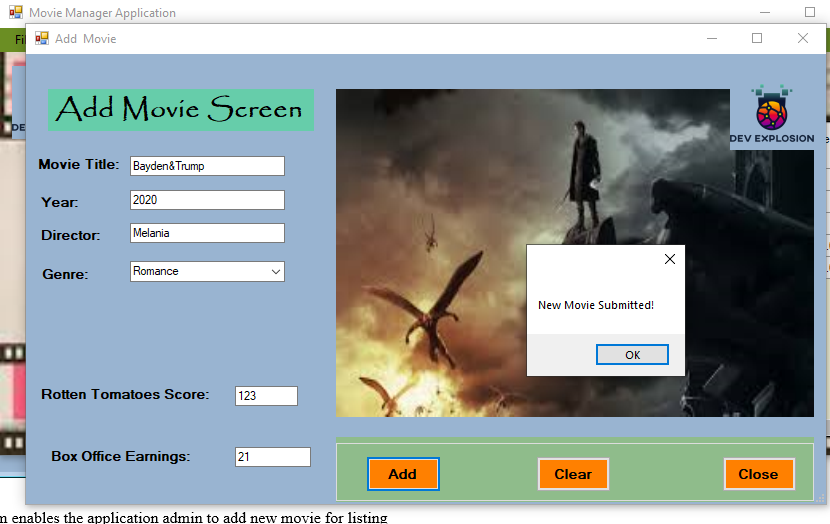 Movie Manager Application
Add Movie
Add Movie Screen
DEV EXPLOSION
Movie Title: Bayden&Trump
Year: 2020
Director: Melania
Genre: Romance
New Movie Submitted!
OK
Rotten Tomatoes Score: 123
Box Office Earnings: 21
Add Clear Close
enables the application admin to add new movie for listing